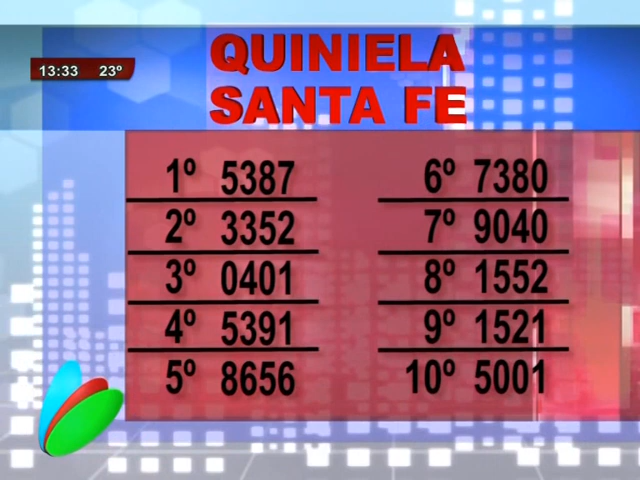 13:33 23º
QUINIELA
SANTA FE
1º 5387
2º 3352
3º 0401
4º 5391
5º 8656
6º 7380
7º 9040
8º 1552
9º 1521
10º 5001